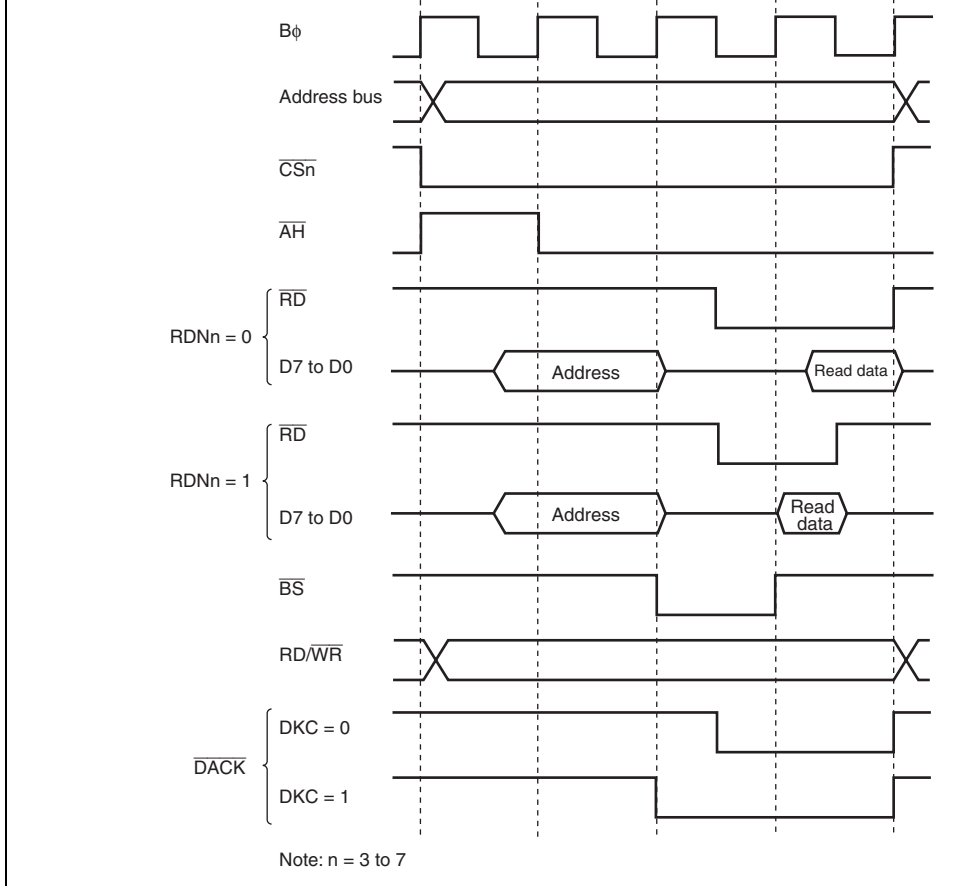 Bϕ
Address bus
CSn
AH
RD
RDNn = 0
D7 to D0
Address
Read data
RD
RDNn = 1
D7 to D0
Address
Read
data
BS
RD/WR
DKC = 0
DACK
DKC = 1
Note: n = 3 to 7